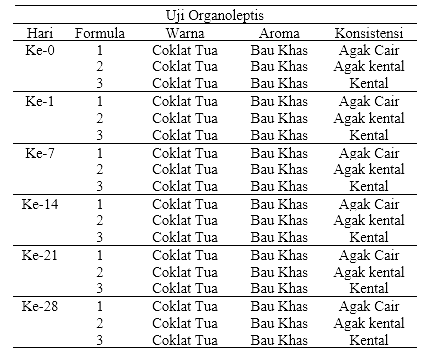 Uji Organoleptis
Hari Formula Warna Aroma Konsistensi
Ke-0 1 Coklat Tua Bau Khas Agak Cair
2 Coklat Tua Bau Khas Agak kental
3 Coklat Tua Bau Khas Kental
Ke-1 1 Coklat Tua Bau Khas Agak Cair
2 Coklat Tua Bau Khas Agak kental
3 Coklat Tua Bau Khas Kental
Ke-7 1 Coklat Tua Bau Khas Agak Cair
2 Coklat Tua Bau Khas Agak kental
3 Coklat Tua Bau Khas Kental
Ke-14 1 Coklat Tua Bau Khas Agak Cair
2 Coklat Tua Bau Khas Agak kental
3 Coklat Tua Bau Khas Kental
Ke-21 1 Coklat Tua Bau Khas Agak Cair
2 Coklat Tua Bau Khas Agak kental
3 Coklat Tua Bau Khas Kental
Ke-28 1 Coklat Tua Bau Khas Agak Cair
2 Coklat Tua Bau Khas Agak kental
3 Coklat Tua Bau Khas Kental